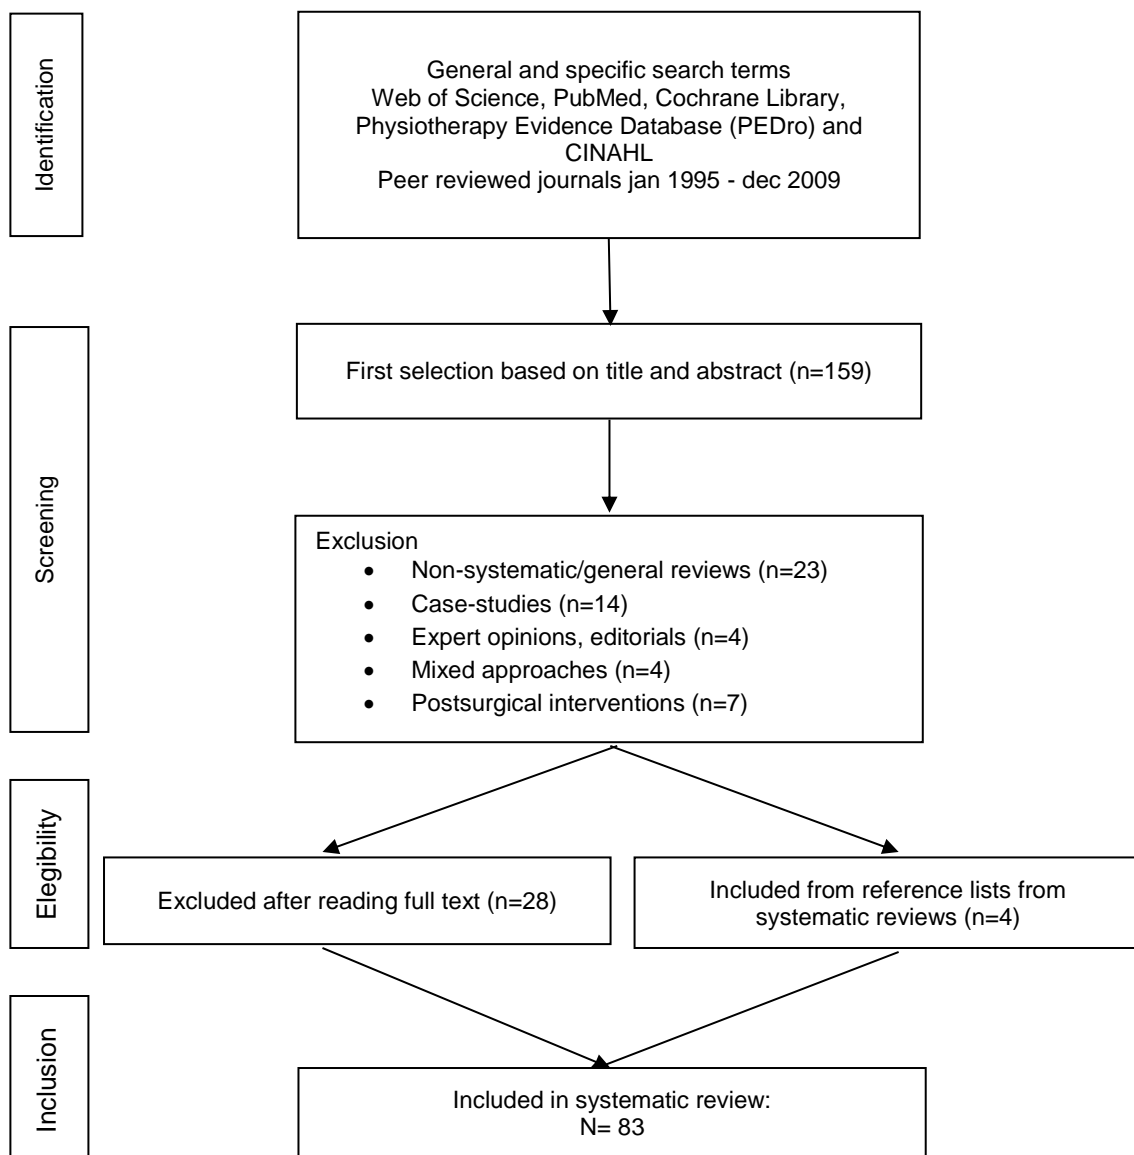 Identification
General and specific search terms
Web of Science, PubMed, Cochrane Library,
Physiotherapy Evidence Database (PEDro) and
CINAHL
Peer reviewed journals jan 1995 - dec 2009
Screening
First selection based on title and abstract (n=159)
Exclusion
• Non-systematic/general reviews (n=23)
• Case-studies (n=14)
• Expert opinions, editorials (n=4)
• Mixed approaches (n=4)
• Postsurgical interventions (n=7)
Elegibility
Excluded after reading full text (n=28)
Included from reference lists from
systematic reviews (n=4)
Inclusion
Included in systematic review:
N= 83